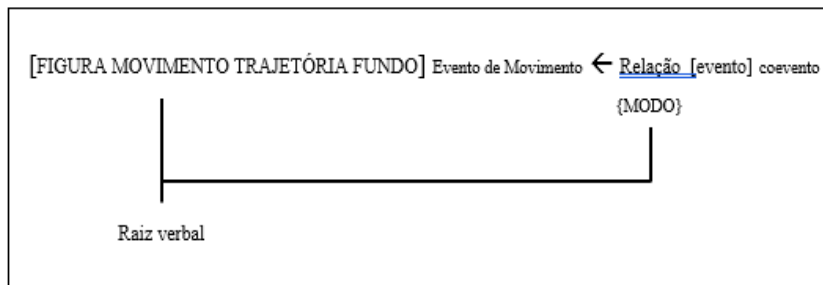 [FIGURA MOVIMENTO TRAJETÓRIA FUNDO] Evento de Movimento ← Relação [evento] coevento
{MODO}
Raiz verbal